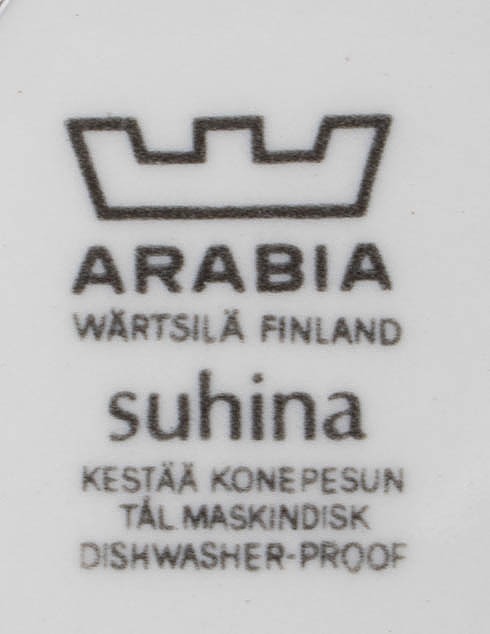 ARABIA
WÄRTSILÄ FINLAND
suhina
KESTÄÄ KONEPESUN
TÅL MASKINDISK
DISHWASHER-PROOF